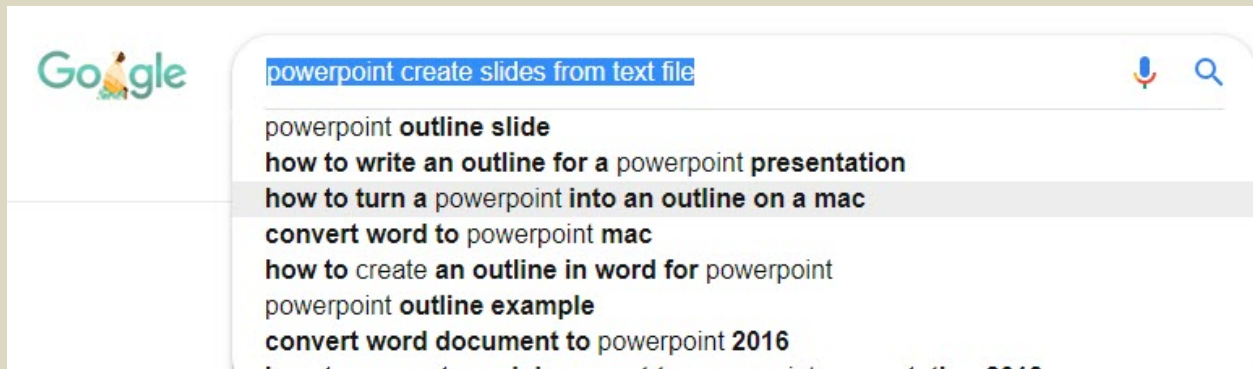 Google
powerpoint create slides from text file
powerpoint outline slide
how to write an outline for a powerpoint presentation
how to turn a powerpoint into an outline on a mac
convert word to powerpoint mac
how to create an outline in word for powerpoint
powerpoint outline example
convert word document to powerpoint 2016